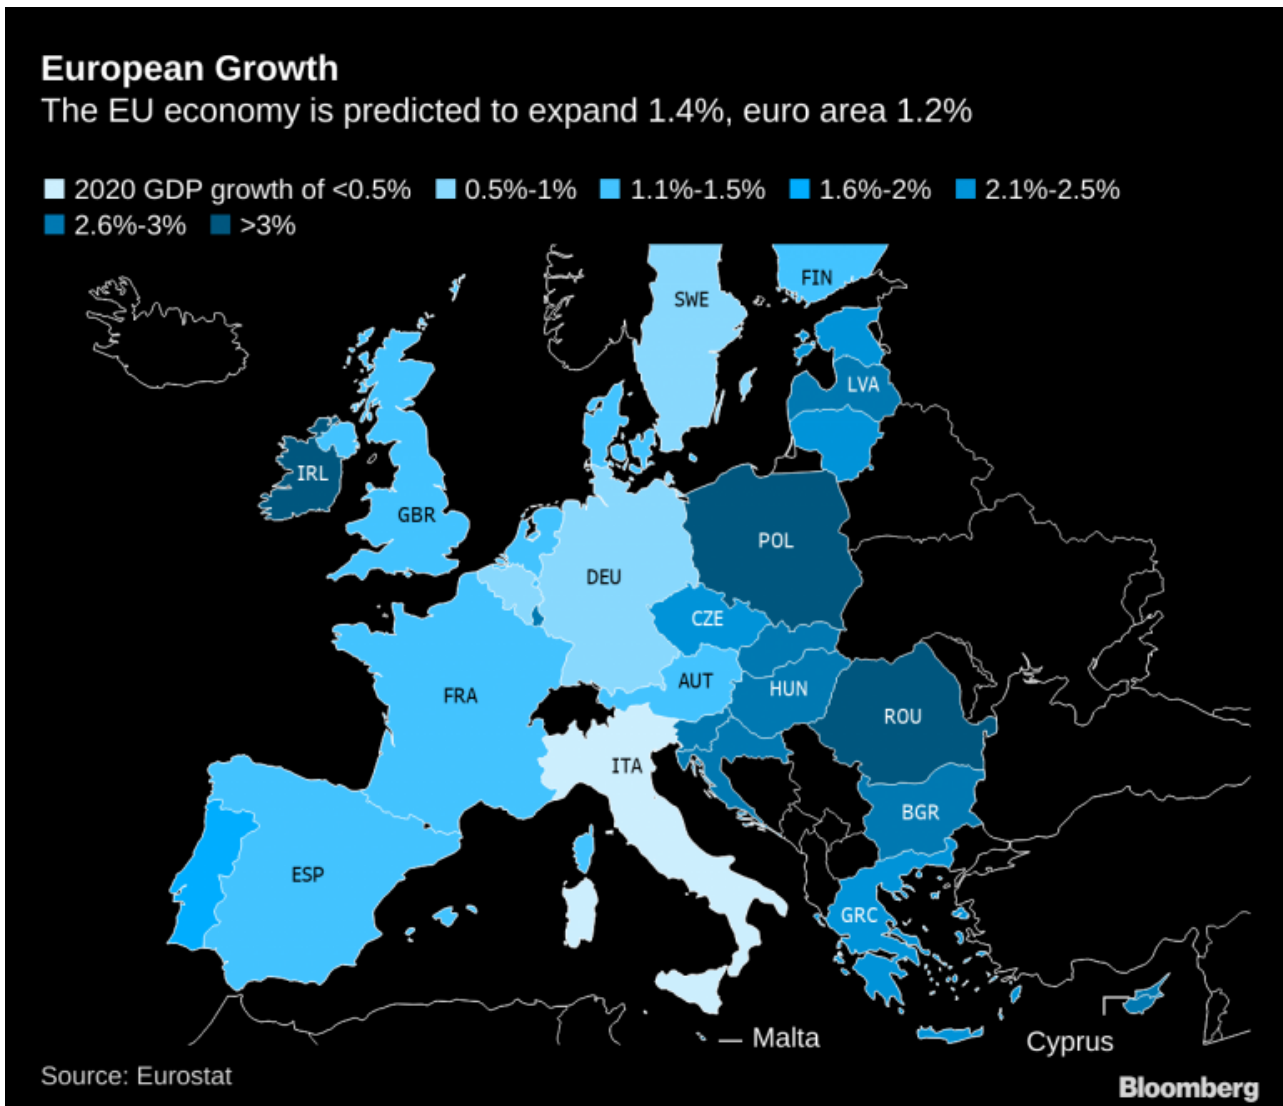 European Growth
The EU economy is predicted to expand 1.4%, euro area 1.2%
2020 GDP growth of <0.5% 0.5%-1% 1.1%-1.5% 1.6%-2% 2.1%-2.5%
2.6%-3% >3%
FIN
SWE
LVA
IRL
GBR
POL
DEU
CZE
AUT
HUN
FRA
ROU
ITA
BGR
ESP
GRC
Malta
Cyprus
Source: Eurostat
Bloomberg